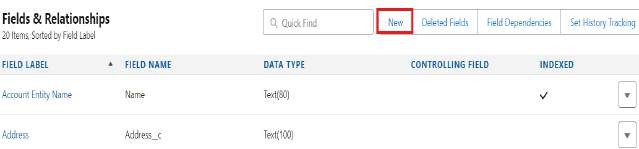 Fields & Relationships
20 Items, Sorted by Field Label
Quick Find
New
Deleted Fields
Field Dependencies
Set History Tracking
FIELD LABEL FIELD NAME DATA TYPE CONTROLLING FIELD INDEXED
Account Entity Name Name Text(80)
Address Address__c Text(100)